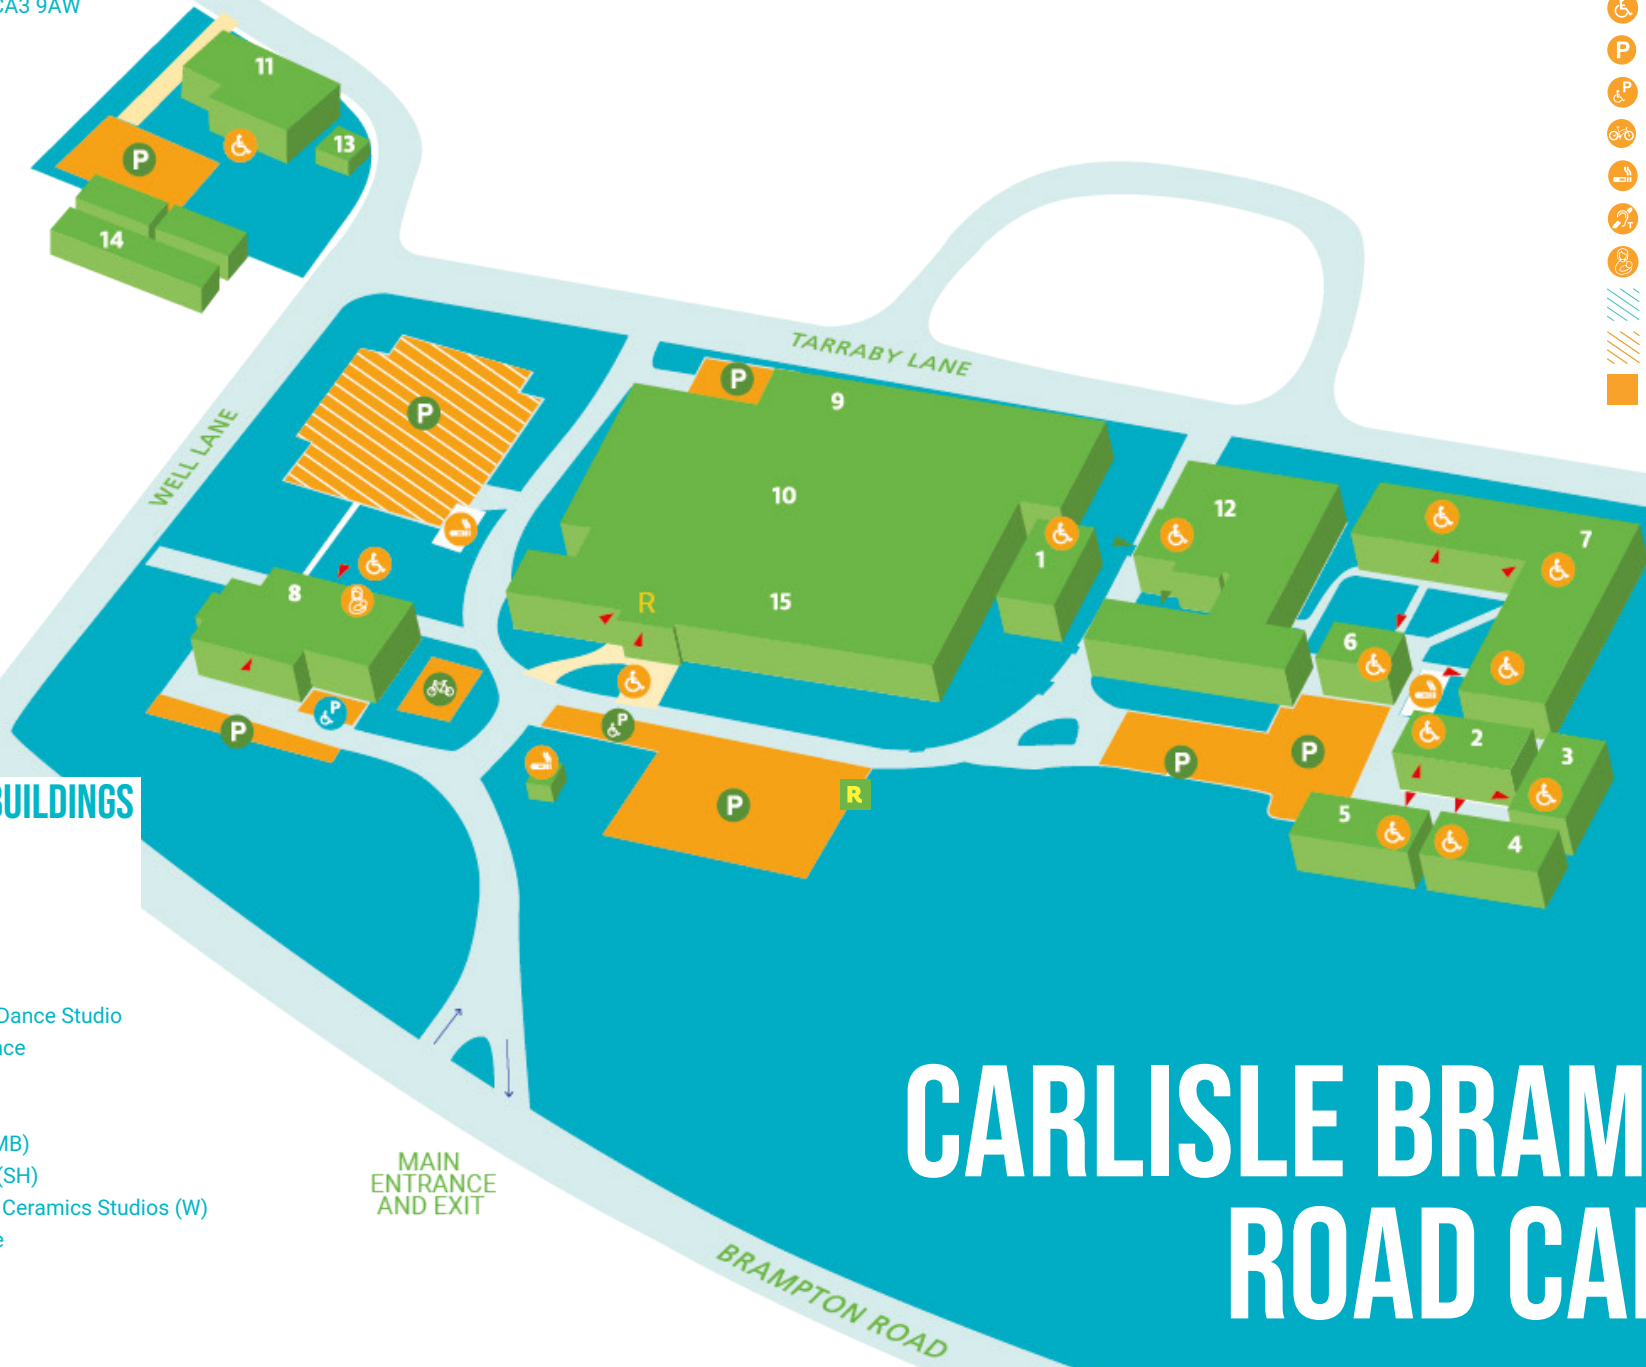 CA3 9AW
11
13
P
14
TARRABY LANE
P
9
P
WELL LANE
10
12
7
1
8
R
15
6
P
P
P
2
P
P
3
P
P
R
P
5
4
BUILDINGS
Dance Studio
nce
MB)
(SH)
Ceramics Studios (W)
e
MAIN
ENTRANCE
AND EXIT
BRAMPTON ROAD
CARLISLE BRAM
ROAD CA
P
P
T